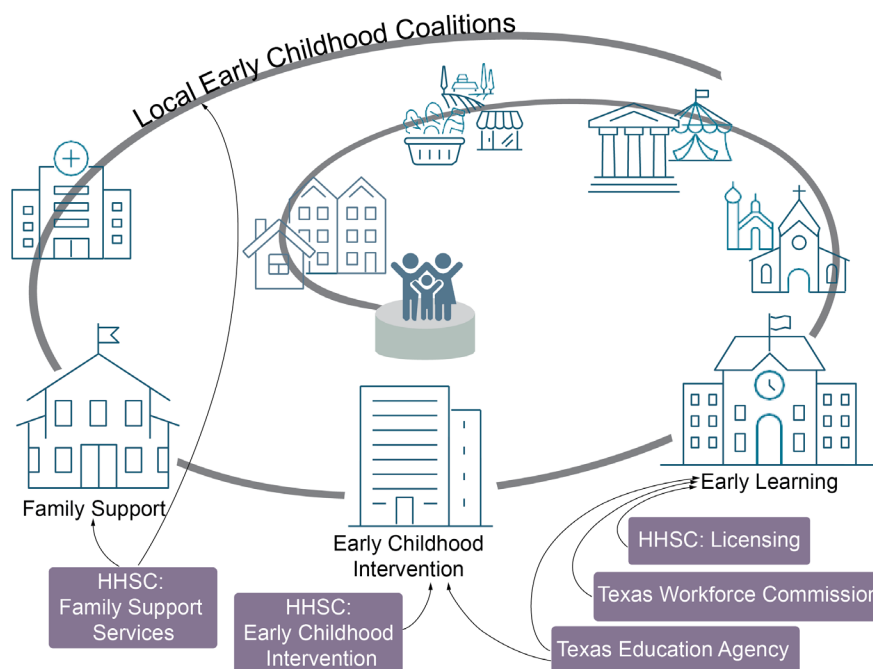 Local Early Childhood Coalitions
Family Support
Early Childhood
Intervention
Early Learning
HHSC: Licensing
HHSC:
Family Support
Services
Texas Workforce Commission
HHSC:
Early Childhood
Intervention
Texas Education Agency